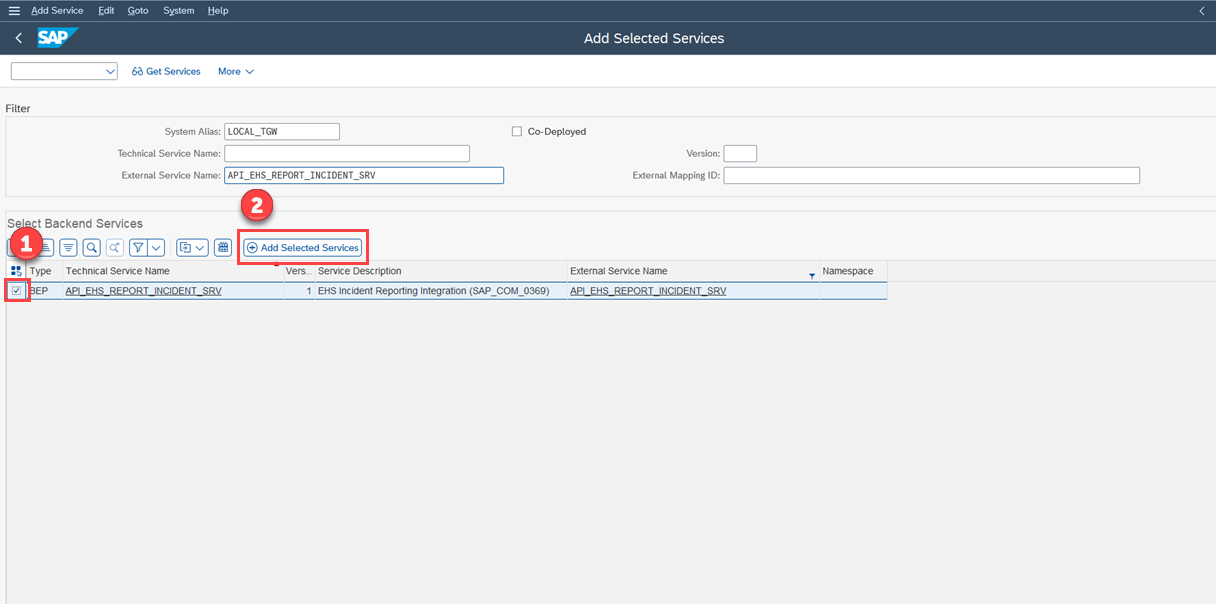 Add Service Edit Goto System Help
SAP Add Selected Services
Get Services More
Filter
System Alias: LOCAL_TGW Co-Deployed
Technical Service Name: Version:
External Service Name: API_EHS_REPORT_INCIDENT_SRV External Mapping ID:
2
Select Backend Services
1 Add Selected Services
Type Technical Service Name Vers... Service Description External Service Name Namespace
BEP API_EHS_REPORT_INCIDENT_SRV 1 EHS Incident Reporting Integration (SAP_COM_0369) API_EHS_REPORT_INCIDENT_SRV